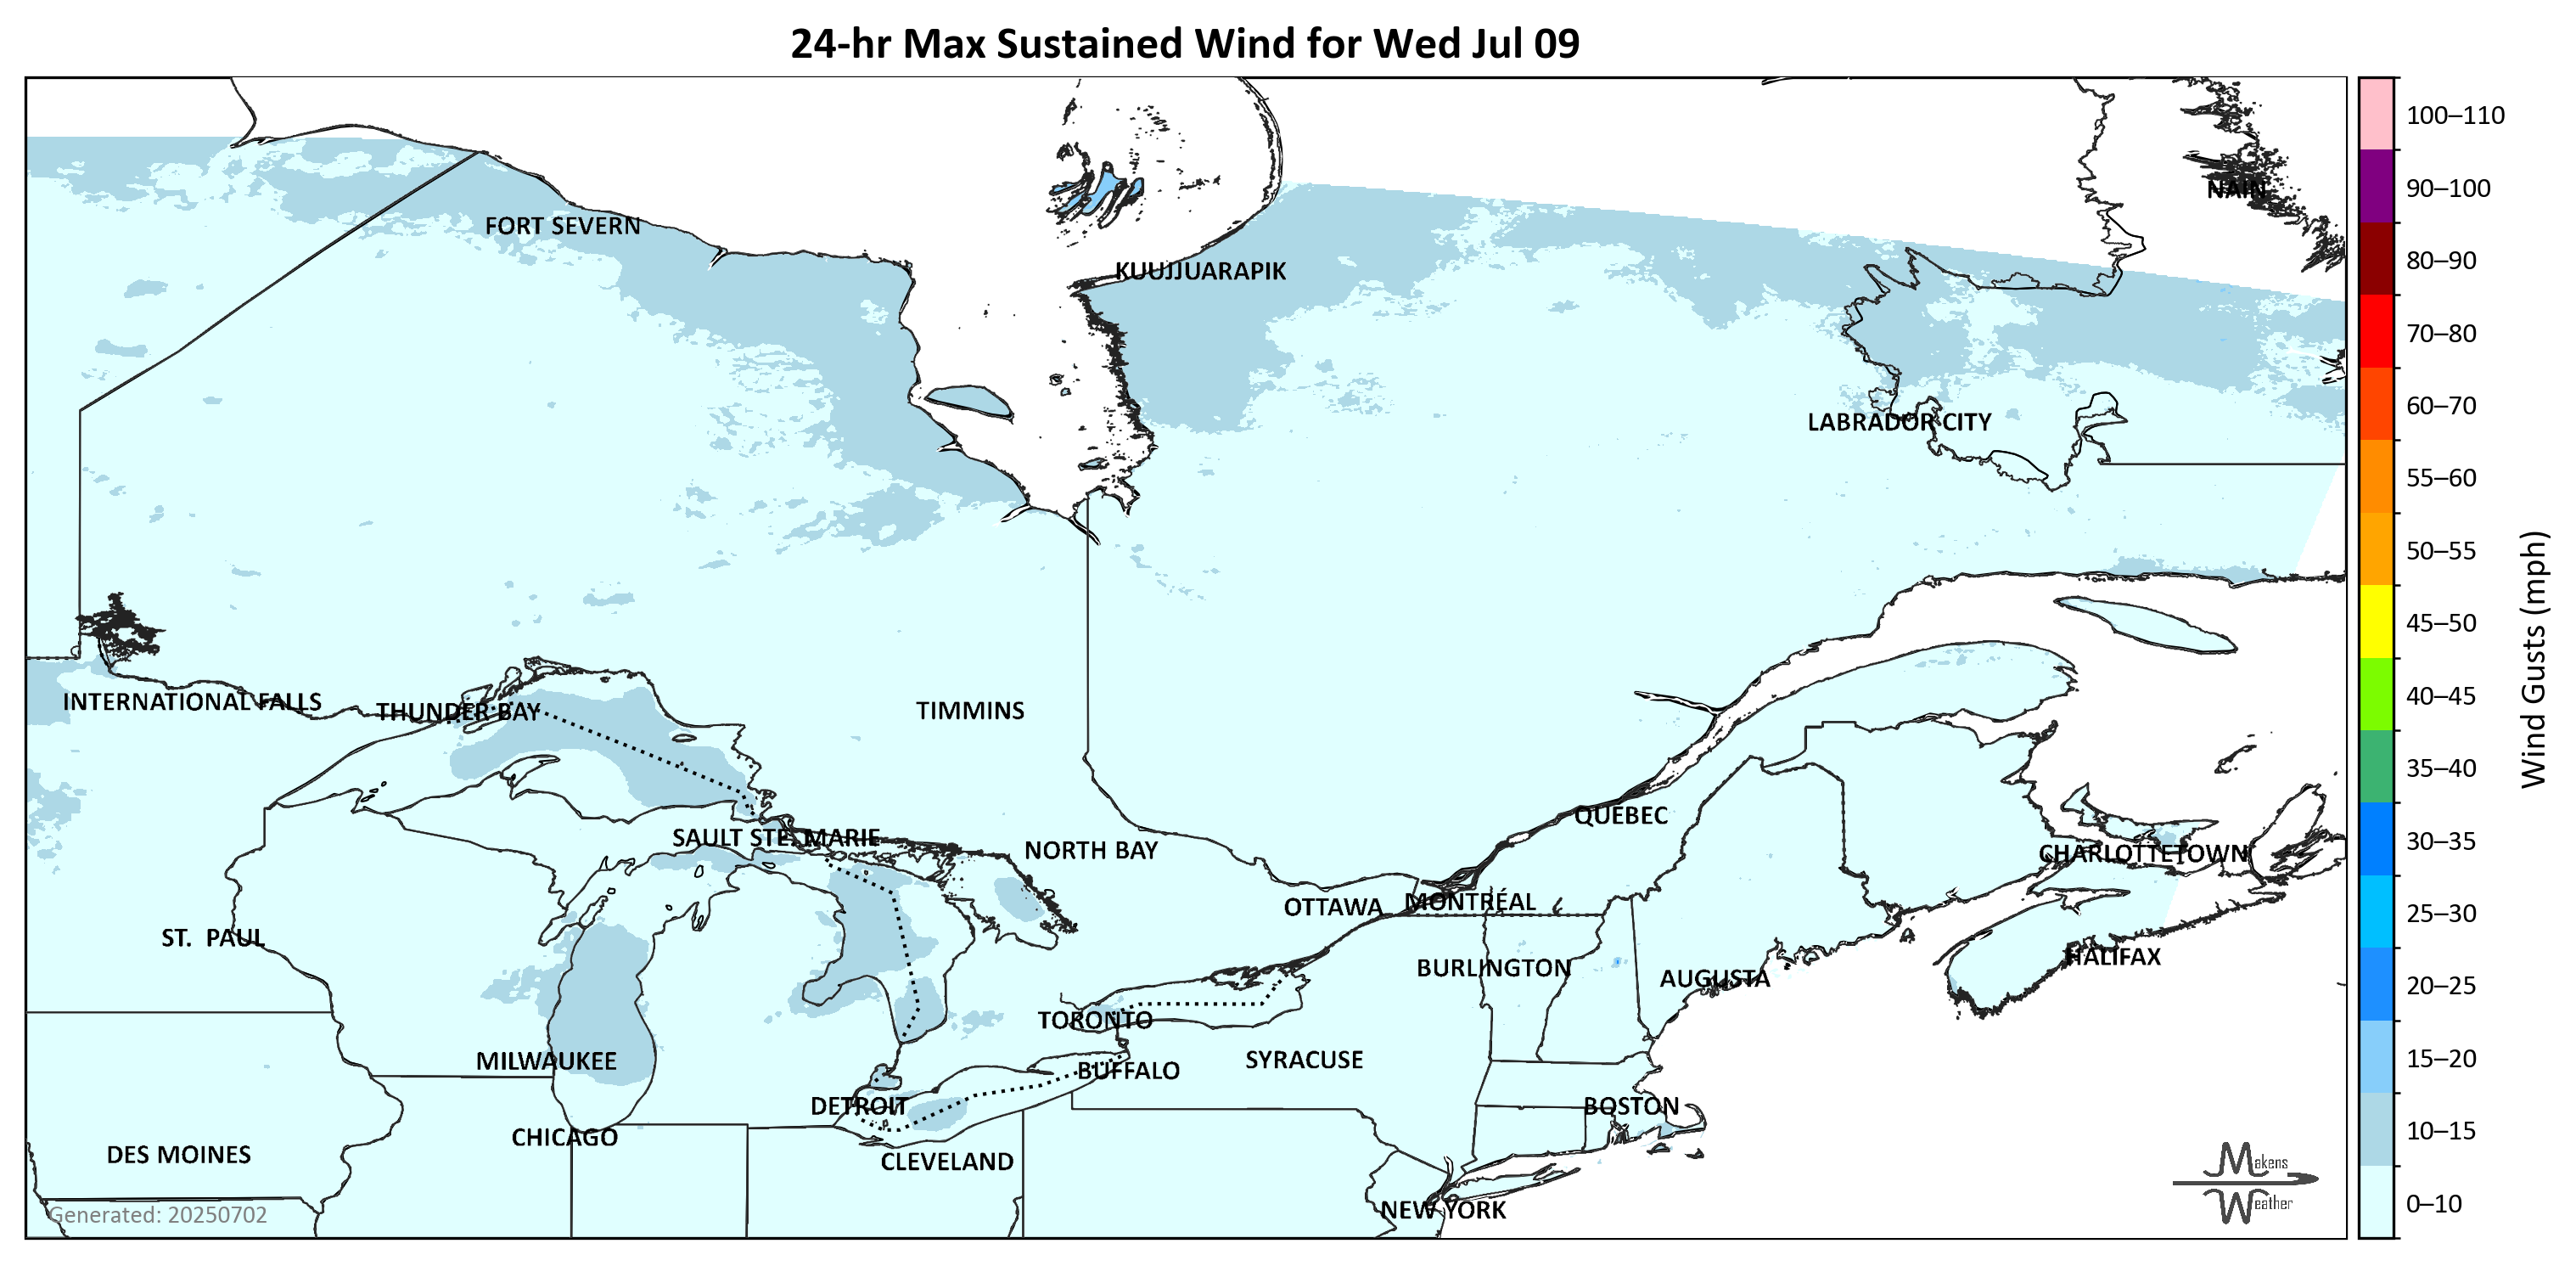 24-hr Max Sustained Wind for Wed Jul 09
100–110
90–100
NAIN
FORT SEVERN
80–90
KUUJJUARAPIK
70–80
60–70
LABRADOR CITY
55–60
50–55
45–50
40–45
INTERNATIONAL FALLS
THUNDER BAY
TIMMINS
35–40
Wind Gusts (mph)
QUÉBEC
30–35
SAULT STE. MARIE
NORTH BAY
CHARLOTTETOWN
OTTAWA
MONTRÉAL
25–30
ST. PAUL
HALIFAX
BURLINGTON
AUGUSTA
20–25
TORONTO
MILWAUKEE
SYRACUSE
15–20
BUFFALO
DETROIT
BOSTON
CHICAGO
10–15
DES MOINES
CLEVELAND
Makens
Weather
0–10
NEW YORK
Generated: 20250702